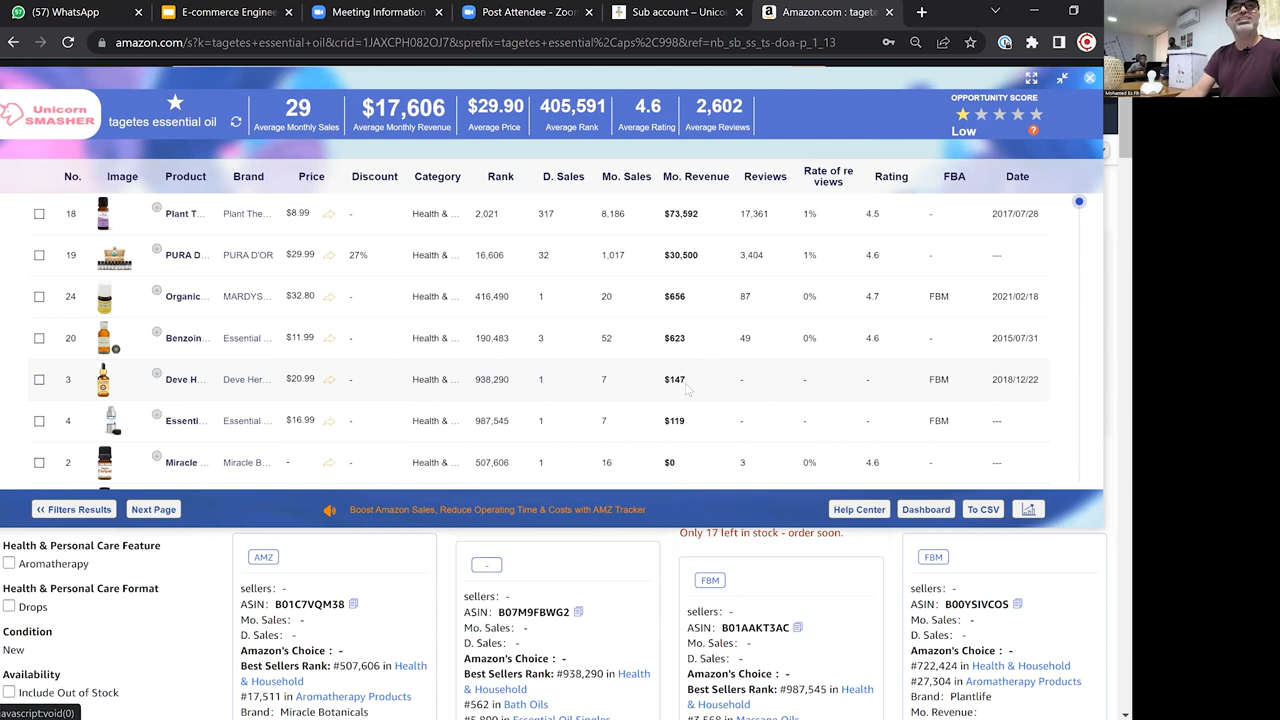 (12) WhatsApp
E-commerce Engine
Meeting Information
Post Attendee - Zoom
Sub account – Unic
Amazon.com : tagete
amazon.com/s?k=tagetes+essential+oil&crid=1JAXCPH082OJ7&sprefix=tagetes+essential%2Caps%2C998&ref=nb_sb_ss_ts-doa-p_1_13
Mohamed Es Fih
Unicorn
SMASHER
tagetes essential oil
29
Average Monthly Sales
$17,606
Average Monthly Revenue
$29.90
Average Price
405,591
Average Rank
4.6
Average Rating
2,602
Average Reviews
OPPORTUNITY SCORE
Low
?
No. Image Product Brand Price Discount Category Rank D. Sales Mo. Sales Mo. Revenue Reviews Rate of re views Rating FBA Date
18 Plant T... Plant The... $8.99 - Health & ... 2,021 317 8,186 $73,592 17,361 1% 4.5 - 2017/07/28
19 PURA D... PURA D'OR $29.99 27% Health & ... 16,606 32 1,017 $30,500 3,404 1% 4.6 - ---
24 Organic... MARDYS... $32.80 - Health & ... 416,490 1 20 $656 87 0% 4.7 FBM 2021/02/18
20 Benzoin... Essential ... $11.99 - Health & ... 190,483 3 52 $623 49 0% 4.6 - 2015/07/31
3 Deve H... Deve Her... $20.99 - Health & ... 938,290 1 7 $147 - - - FBM 2018/12/22
4 Essenti... Essential ... $16.99 - Health & ... 987,545 1 7 $119 - - - FBM ---
2 Miracle ... Miracle B... - - Health & ... 507,606 1 16 $0 3 0% 4.6 - ---
Filters Results
Next Page
Boost Amazon Sales, Reduce Operating Time & Costs with AMZ Tracker
Help Center
Dashboard
To CSV
Health & Personal Care Feature
Aromatherapy
Health & Personal Care Format
Drops
Condition
New
Availability
Include Out of Stock
javascript:void(0)
AMZ
sellers: -
ASIN: B01C7VQM38
Mo. Sales: -
D. Sales: -
Amazon's Choice : -
Best Sellers Rank: #507,606 in Health
& Household
#17,511 in Aromatherapy Products
Brand: Miracle Botanicals
-
sellers: -
ASIN: B07M9FBWG2
Mo. Sales: -
D. Sales: -
Amazon's Choice : -
Best Sellers Rank: #938,290 in Health
& Household
#562 in Bath Oils
#5,890 in Essential Oil Singles
Only 17 left in stock - order soon.
FBM
sellers: -
ASIN: B01AAKT3AC
Mo. Sales: -
D. Sales: -
Amazon's Choice : -
Best Sellers Rank: #987,545 in Health
& Household
#3,568 in Massage Oils
FBM
sellers: -
ASIN: B00YSIVCOS
Mo. Sales: -
D. Sales: -
Amazon's Choice : -
Best Sellers Rank:
#722,424 in Health & Household
#27,304 in Aromatherapy Products
Brand: Plantlife
Mo. Revenue: